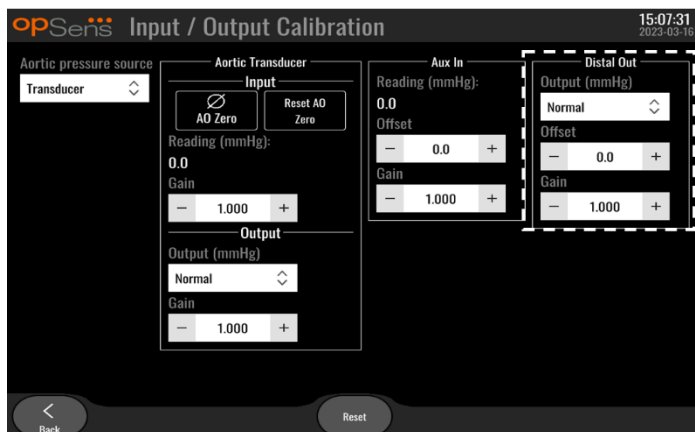 opSens Input / Output Calibration
15:07:31
2023-03-16
Aortic pressure source
Transducer
Aortic Transducer
Input
AO Zero
Reset AO
Zero
Reading (mmHg):
0.0
Gain
− 1.000 +
Output
Output (mmHg)
Normal
Gain
− 1.000 +
Aux In
Reading (mmHg):
0.0
Offset
− 0.0 +
Gain
− 1.000 +
Distal Out
Output (mmHg)
Normal
Offset
− 0.0 +
Gain
− 1.000 +
Back
Reset